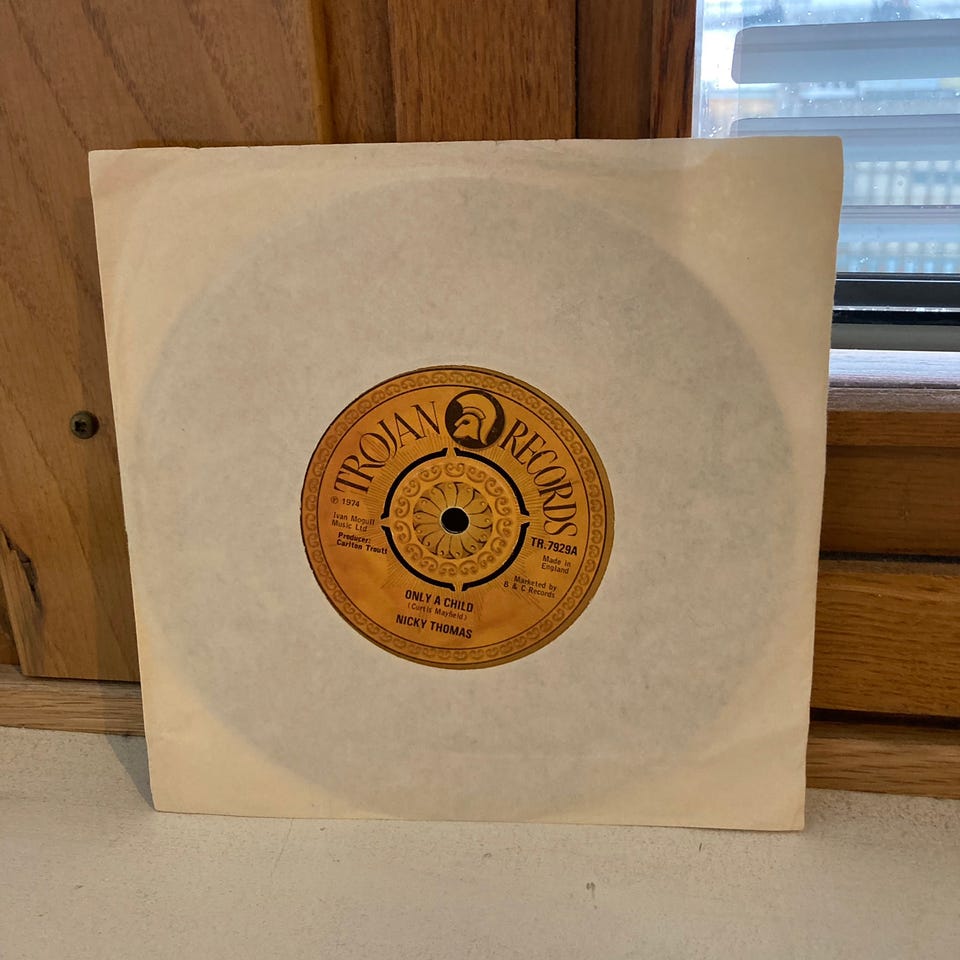 TROJAN RECORDS
℗ 1974
Ivan Mogull
Music Ltd
Producer:
Carlton Troutt
TR.7929A
Made in
England
Marketed by
B & C Records
ONLY A CHILD
(Curtis Mayfield)
NICKY THOMAS